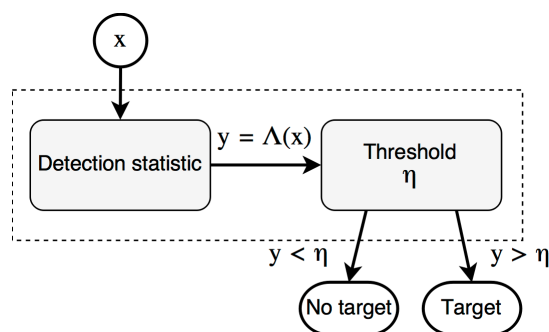 x
Detection statistic
y = Λ(x)
Threshold
η
y < η
y > η
No target
Target